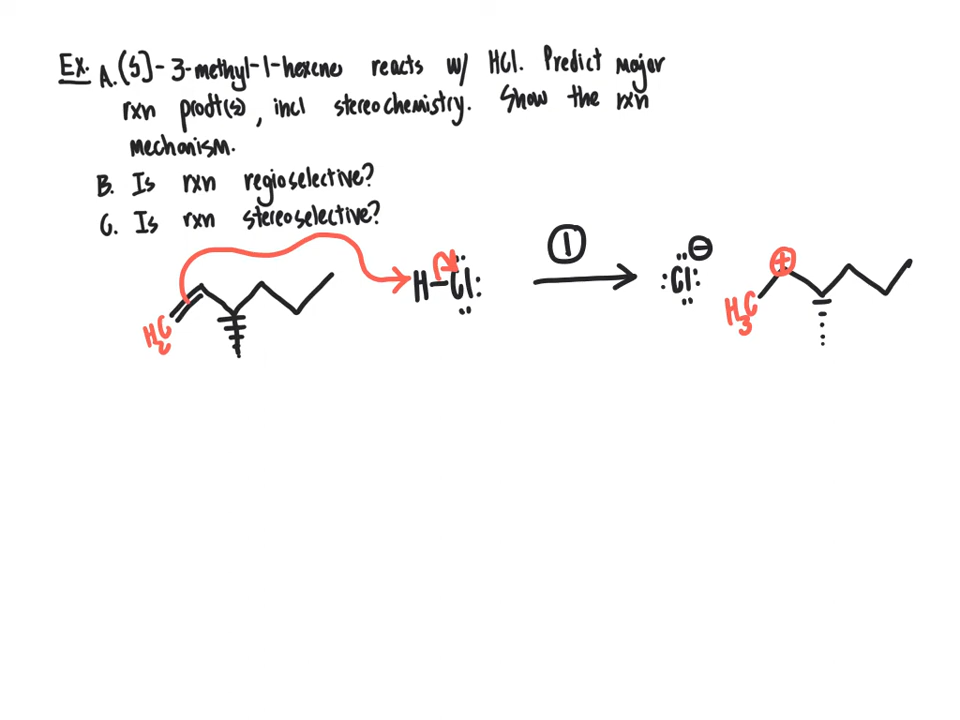 Ex. A. (S)-3-methyl-1-hexene reacts w/ HCl. Predict major
rxn prodt(s), incl stereochemistry. Show the rxn
mechanism.
B. Is rxn regioselective?
C. Is rxn stereoselective?
H₂C H-Cl: ① :Cl: ⊖ H₃C ⊕